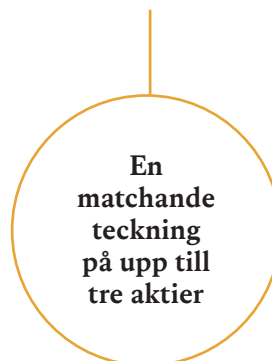 En
matchande
teckning
på upp till
tre aktier